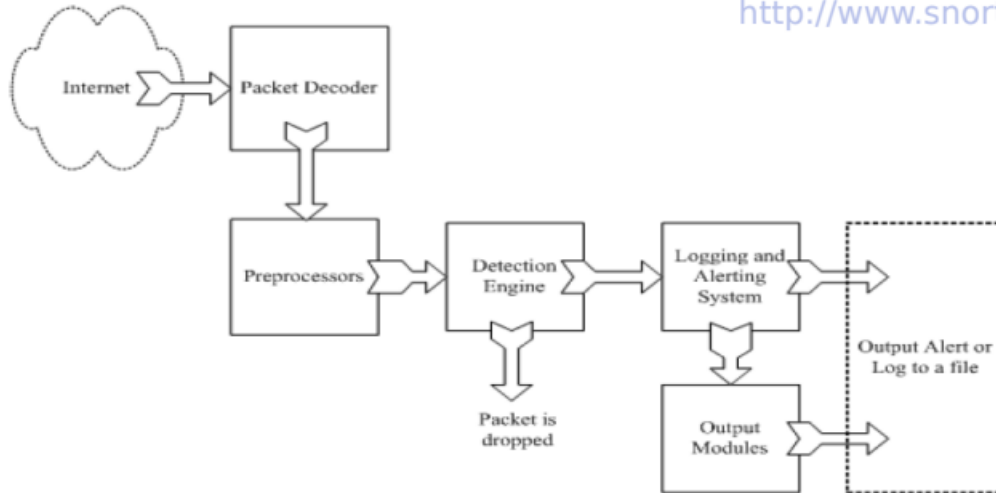 http://www.snor
Internet
Packet Decoder
Preprocessors
Detection
Engine
Logging and
Alerting
System
Output Alert or
Log to a file
Packet is
dropped
Output
Modules